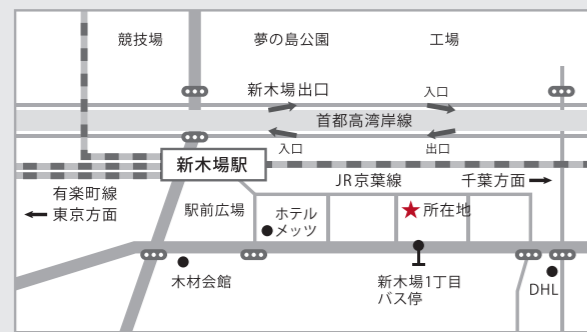 競技場
夢の島公園
工場
新木場出口
入口
首都高湾岸線
入口
出口
新木場駅
有楽町線
東京方面
JR京葉線
千葉方面
駅前広場
ホテル
メッツ
所在地
木材会館
新木場1丁目
バス停
DHL